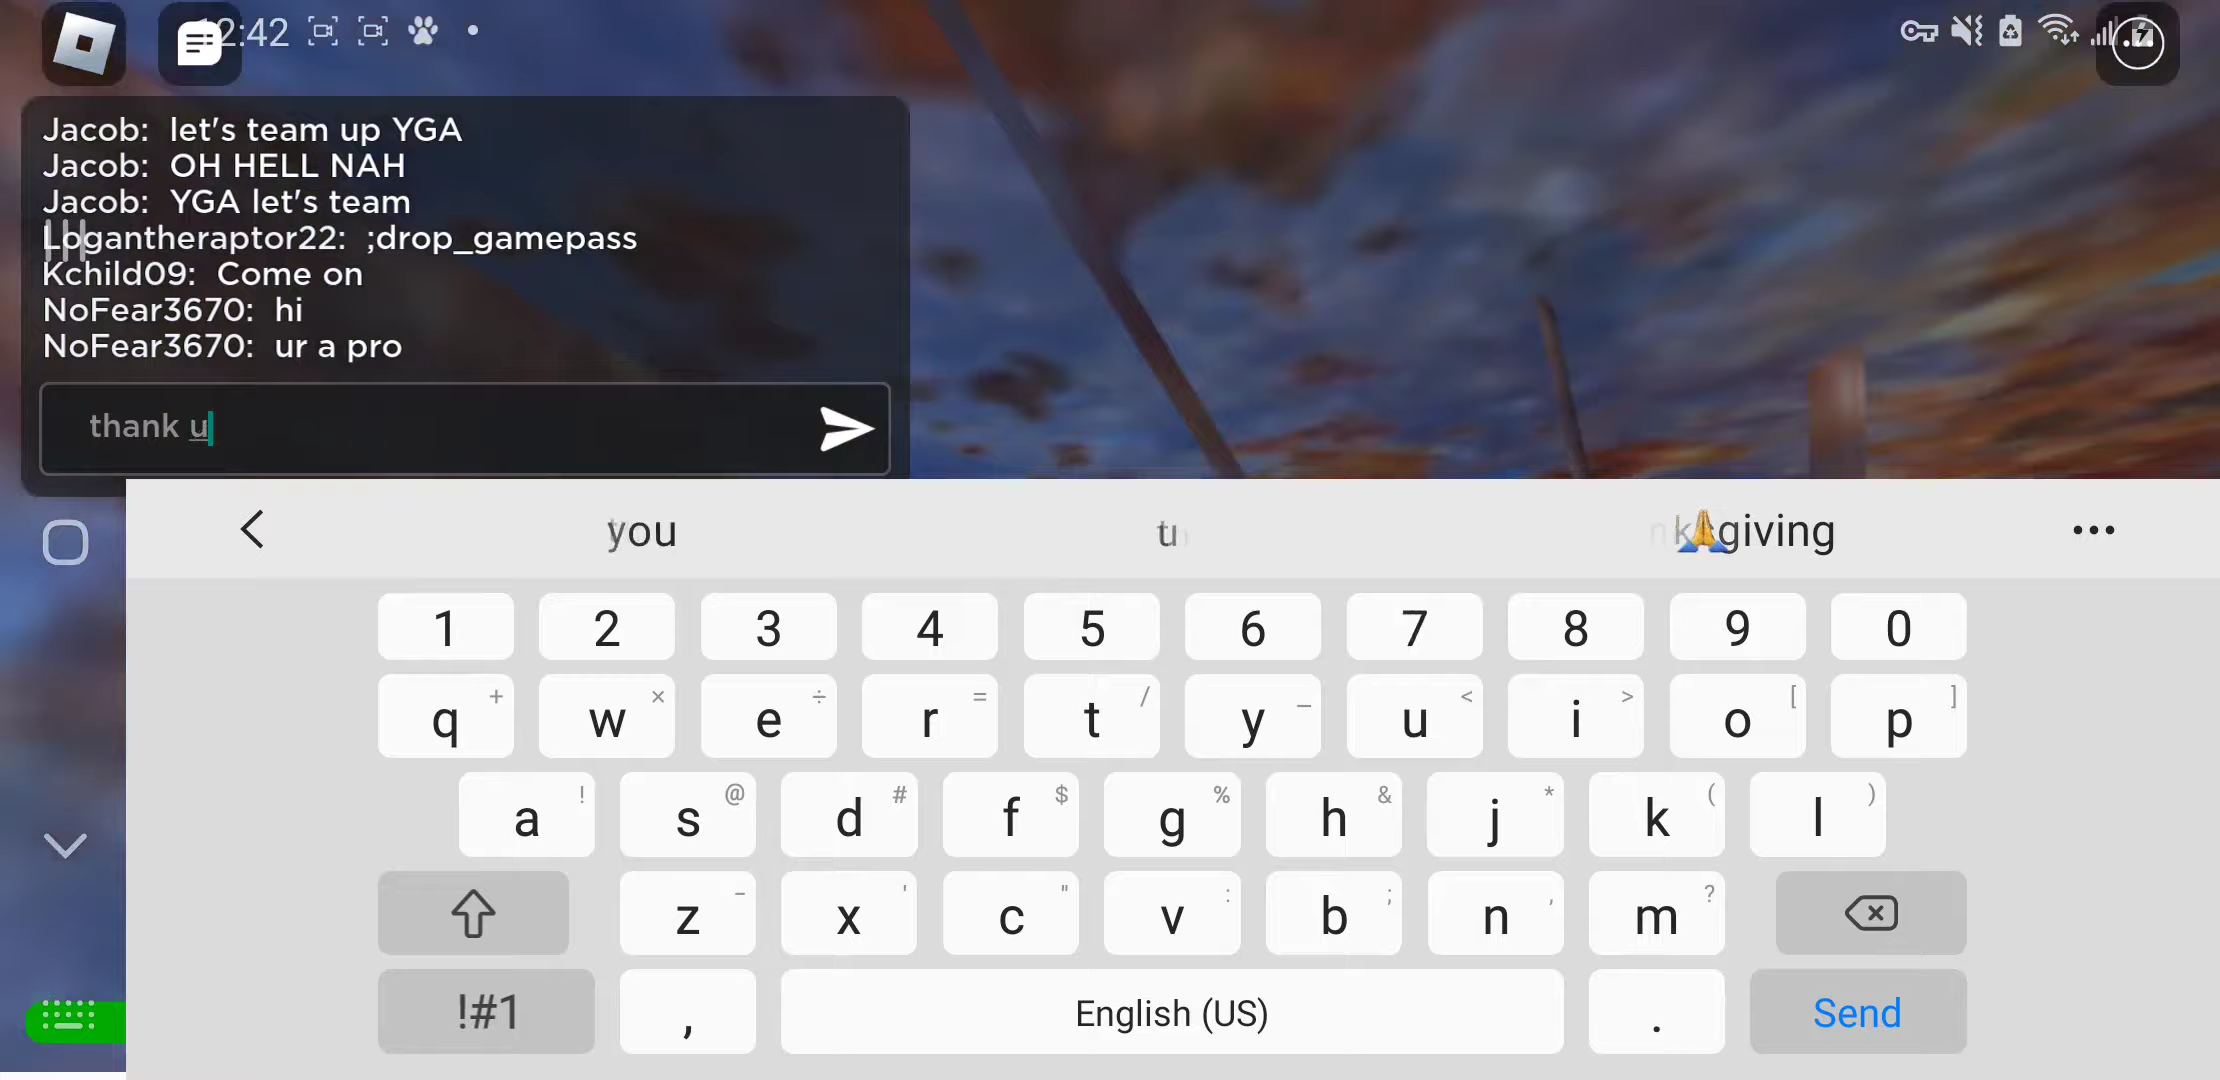 2:42
Jacob: let's team up YGA
Jacob: OH HELL NAH
Jacob: YGA let's team
Logantheraptor22: ;drop_gamepass
Kchild09: Come on
NoFear3670: hi
NoFear3670: ur a pro
thank u
you giving
1 2 3 4 5 6 7 8 9 0
q + w × e ÷ r = t / y _ u < i > o [ p ]
a ! s @ d # f $ g % h & j * k ( l )
z - x ' c " v : b ; n , m ?
!#1 , English (US) . Send